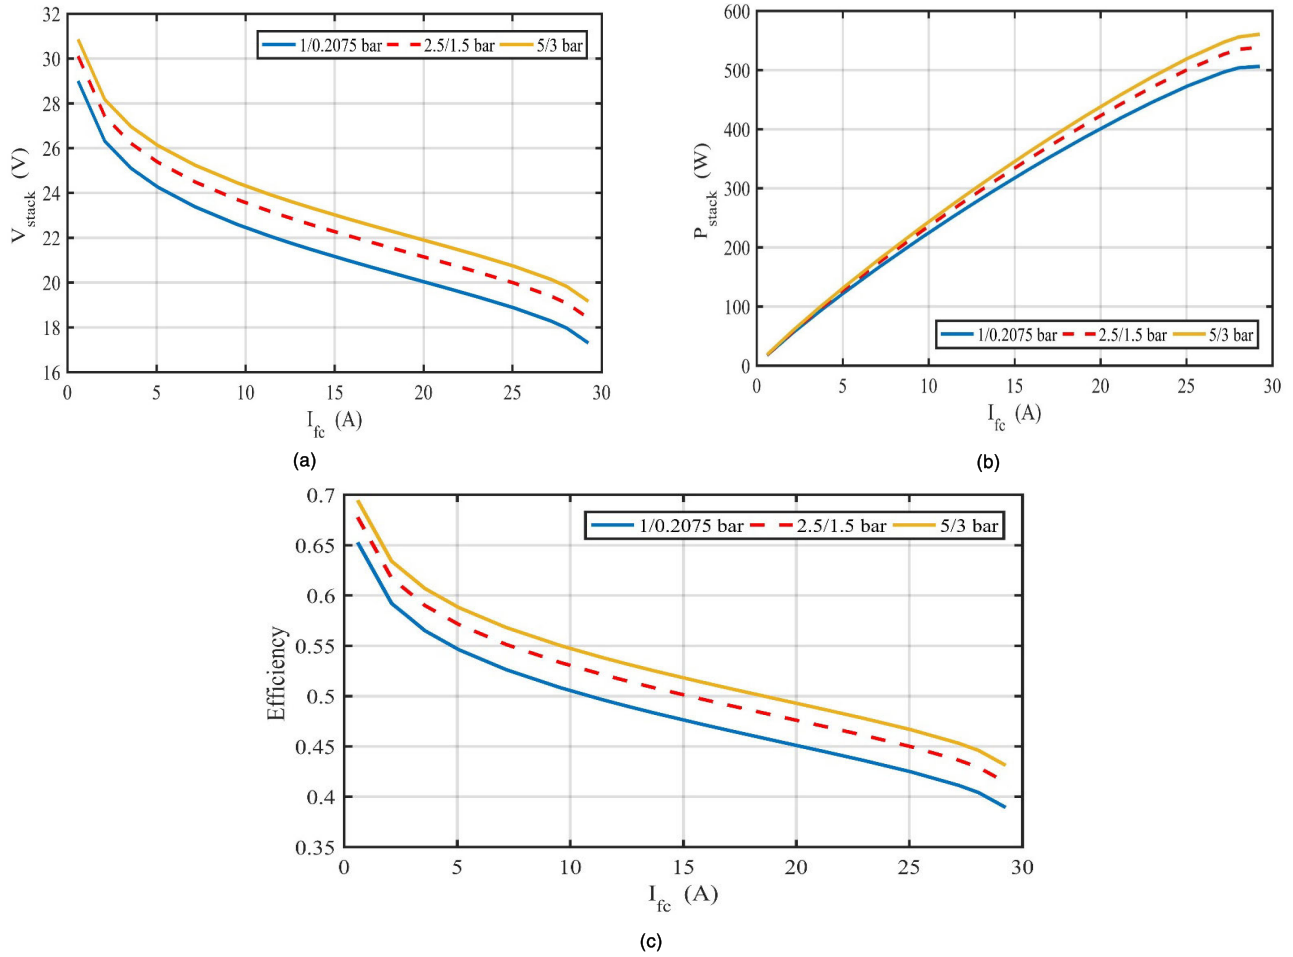 32
30
28
26
24
22
20
18
16
V_stack (V)
1/0.2075 bar 2.5/1.5 bar 5/3 bar
0 5 10 15 20 25 30
I_fc (A)
(a)
600
500
400
300
200
100
0
P_stack (W)
1/0.2075 bar 2.5/1.5 bar 5/3 bar
0 5 10 15 20 25 30
I_fc (A)
(b)
0.7
0.65
0.6
0.55
0.5
0.45
0.4
0.35
Efficiency
1/0.2075 bar 2.5/1.5 bar 5/3 bar
0 5 10 15 20 25 30
I_fc (A)
(c)